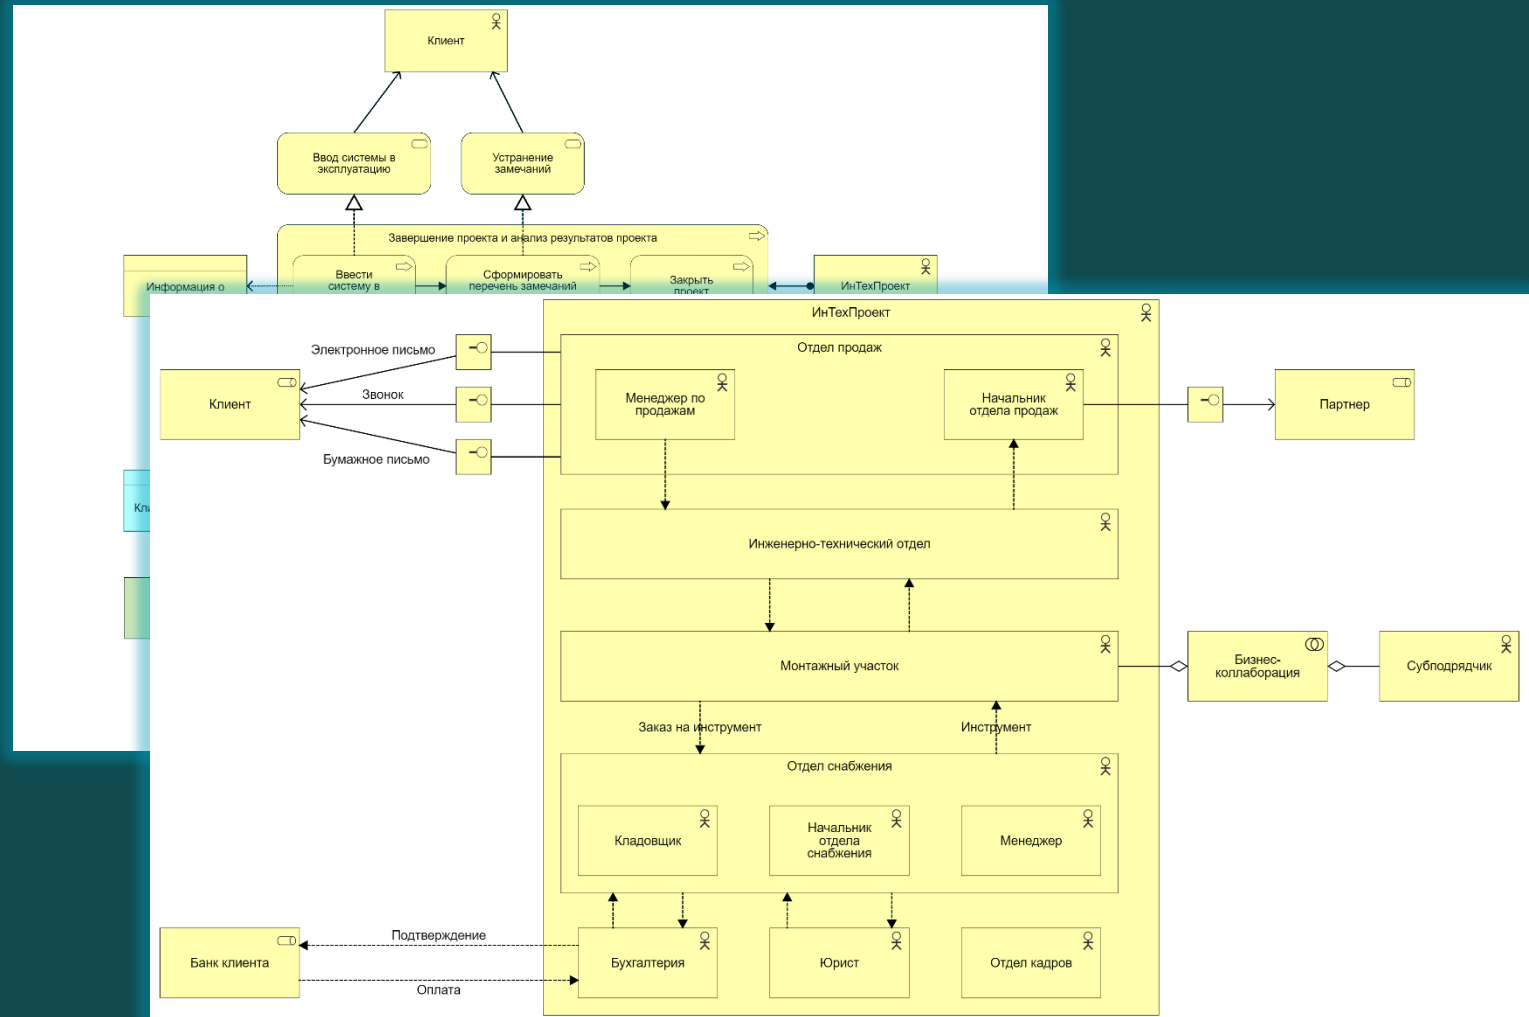 Клиент
Ввод системы в
эксплуатацию
Устранение
замечаний
Завершение проекта и анализ результатов проекта
Информация о
Ввести
систему в
Сформировать
перечень замечаний
Закрыть
проект
ИнТехПроект
ИнТехПроект
Отдел продаж
Электронное письмо
Звонок
Бумажное письмо
Клиент
Менеджер по
продажам
Начальник
отдела продаж
Партнер
Инженерно-технический отдел
Монтажный участок
Бизнес-
коллаборация
Субподрядчик
Заказ на инструмент
Инструмент
Отдел снабжения
Кладовщик
Начальник
отдела
снабжения
Менеджер
Подтверждение
Банк клиента
Оплата
Бухгалтерия
Юрист
Отдел кадров